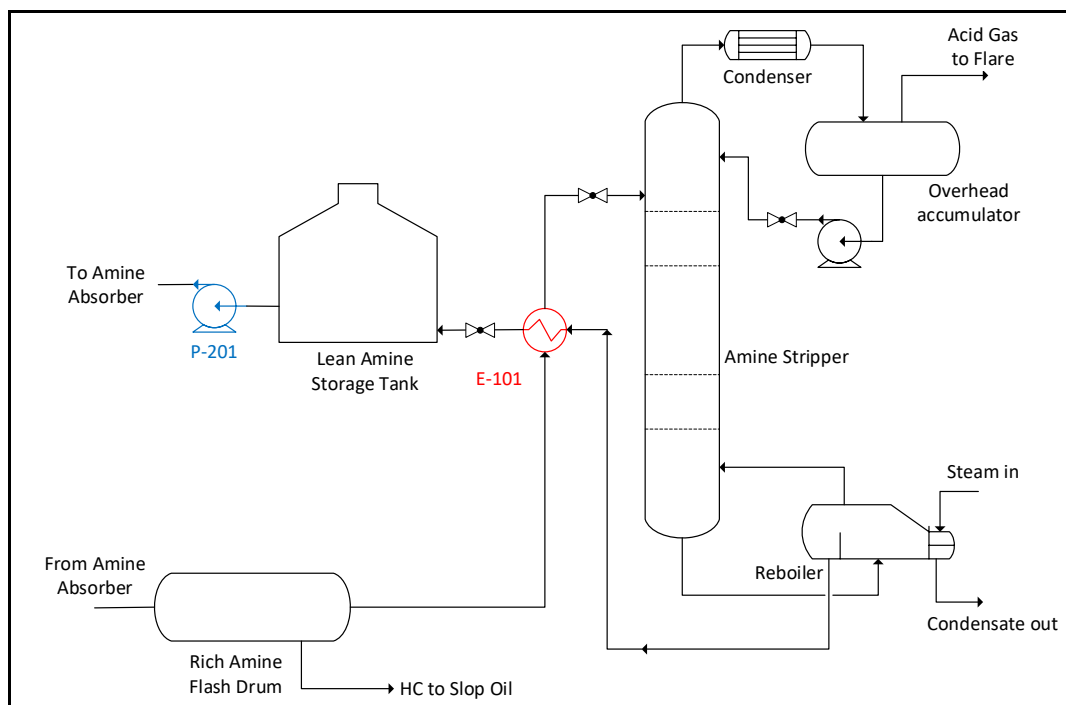 Acid Gas
to Flare
Condenser
Overhead
accumulator
To Amine
Absorber
P-201
Lean Amine
Storage Tank
E-101
Amine Stripper
Steam in
From Amine
Absorber
Reboiler
Condensate out
Rich Amine
Flash Drum
HC to Slop Oil